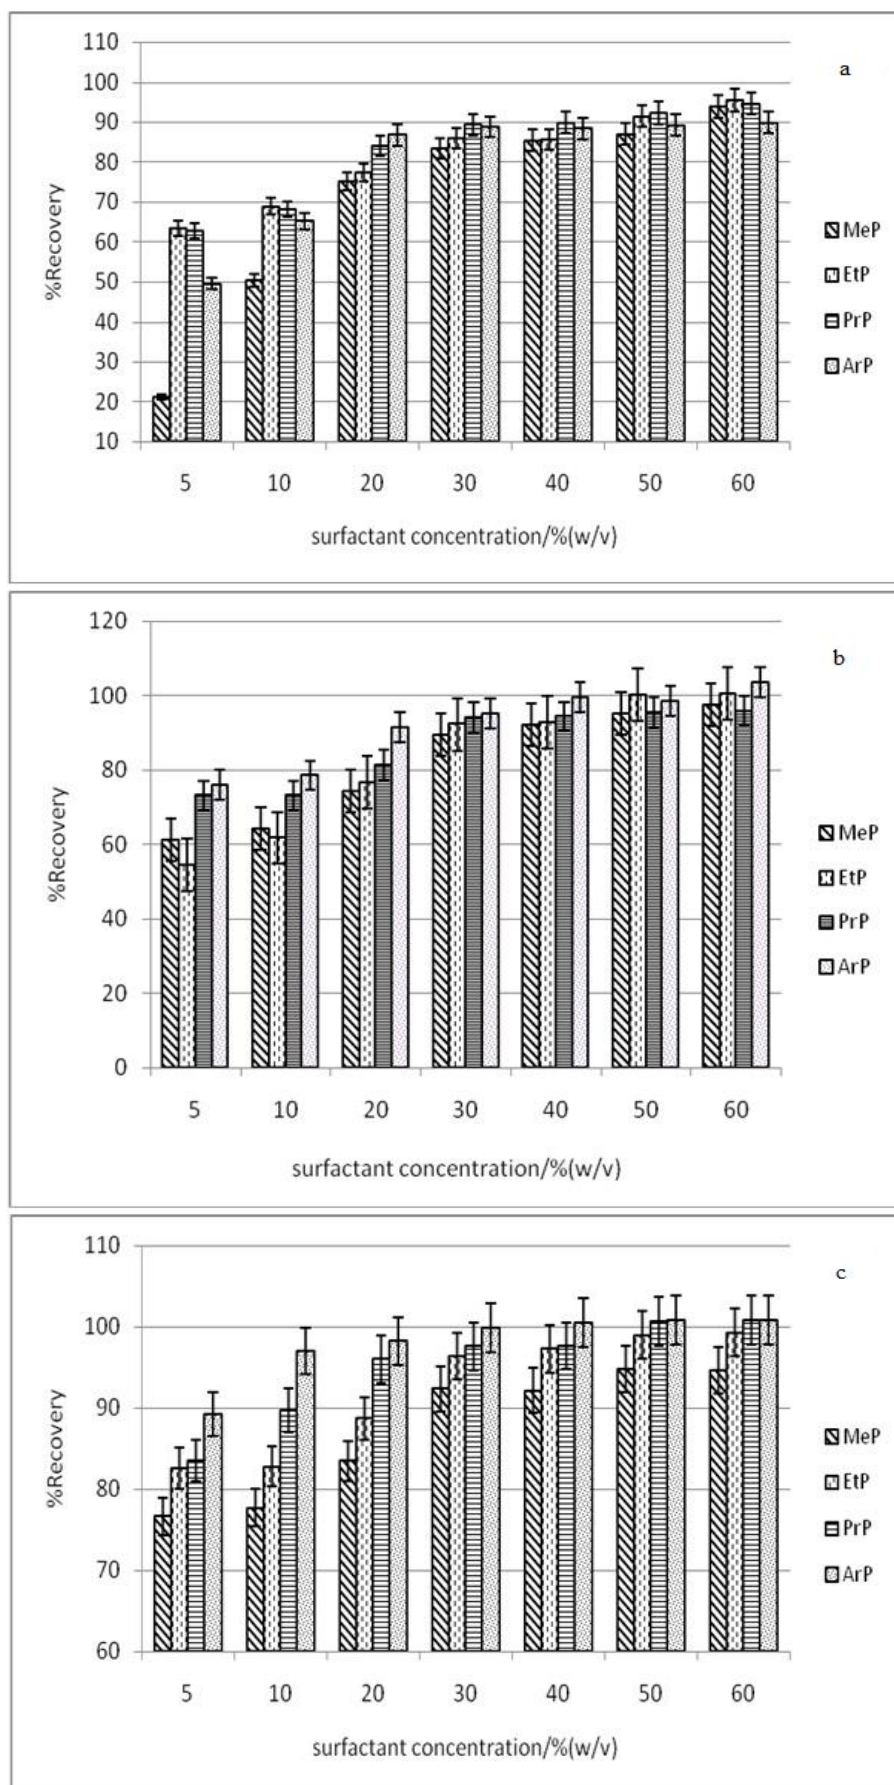 a
110
100
90
80
70
60
50
40
30
20
10
%Recovery
5 10 20 30 40 50 60
surfactant concentration/%(w/v)
MeP
EtP
PrP
ArP
b
120
100
80
60
40
20
0
%Recovery
5 10 20 30 40 50 60
surfactant concentration/%(w/v)
MeP
EtP
PrP
ArP
c
110
100
90
80
70
60
%Recovery
5 10 20 30 40 50 60
surfactant concentration/%(w/v)
MeP
EtP
PrP
ArP